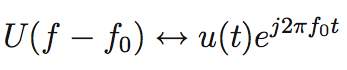 U(f − f₀) ↔ u(t)e^{j2πf₀t}